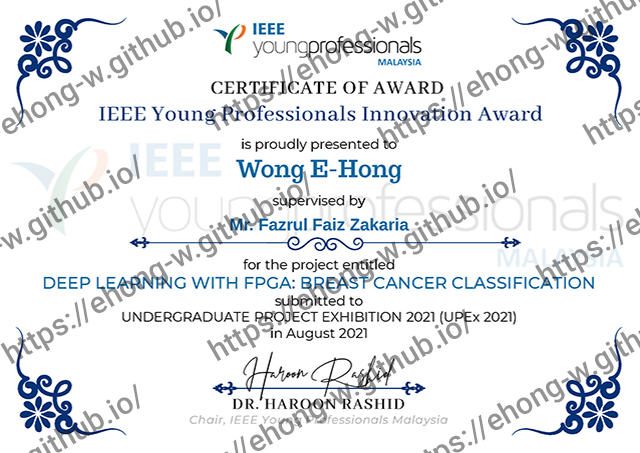 IEEE
youngprofessionals
MALAYSIA
CERTIFICATE OF AWARD
IEEE Young Professionals Innovation Award
is proudly presented to
Wong E-Hong
supervised by
Mr. Fazrul Faiz Zakaria
for the project entitled
DEEP LEARNING WITH FPGA: BREAST CANCER CLASSIFICATION
submitted to
UNDERGRADUATE PROJECT EXHIBITION 2021 (UPEx 2021)
in August 2021
Haroon Rashid
DR. HAROON RASHID
Chair, IEEE Young Professionals Malaysia
IEEE
youngprofessionals
MALAYSIA
https://ehong-w.github.io/
https://ehong-w.github.io/
https://ehong-w.github.io/
https://ehong-w.github.io/
https://ehong-w.github.io/